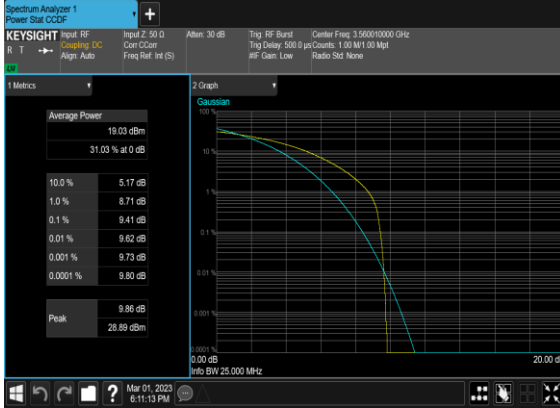 Spectrum Analyzer 1
Power Stat CCDF
+
KEYSIGHT Input: RF Input Z: 50 Ω Atten: 30 dB Trig: RF Burst Center Freq: 3.560010000 GHz
R T Coupling: DC Corr CCorr Trig Delay: 500.0 µs Counts: 1.00 M/1.00 Mpt
Align: Auto Freq Ref: Int (S) #IF Gain: Low Radio Std: None
1 Metrics
2 Graph
Average Power
19.03 dBm
31.03 % at 0 dB
10.0 % 5.17 dB
1.0 % 8.71 dB
0.1 % 9.41 dB
0.01 % 9.62 dB
0.001 % 9.73 dB
0.0001 % 9.80 dB
Peak 9.86 dB
28.89 dBm
Gaussian
100 %
10 %
1 %
0.1 %
0.01 %
0.001 %
0.0001 %
0.00 dB 20.00 d
Info BW 25.000 MHz
?
Mar 01, 2023
6:11:13 PM